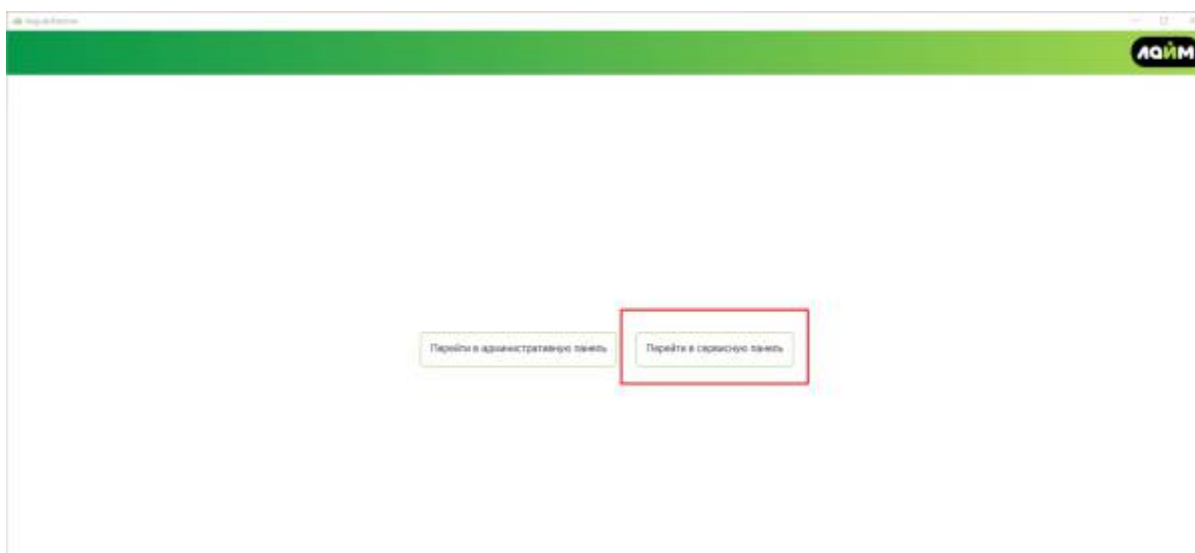 лайм
Перейти в административную панель
Перейти в сервисную панель